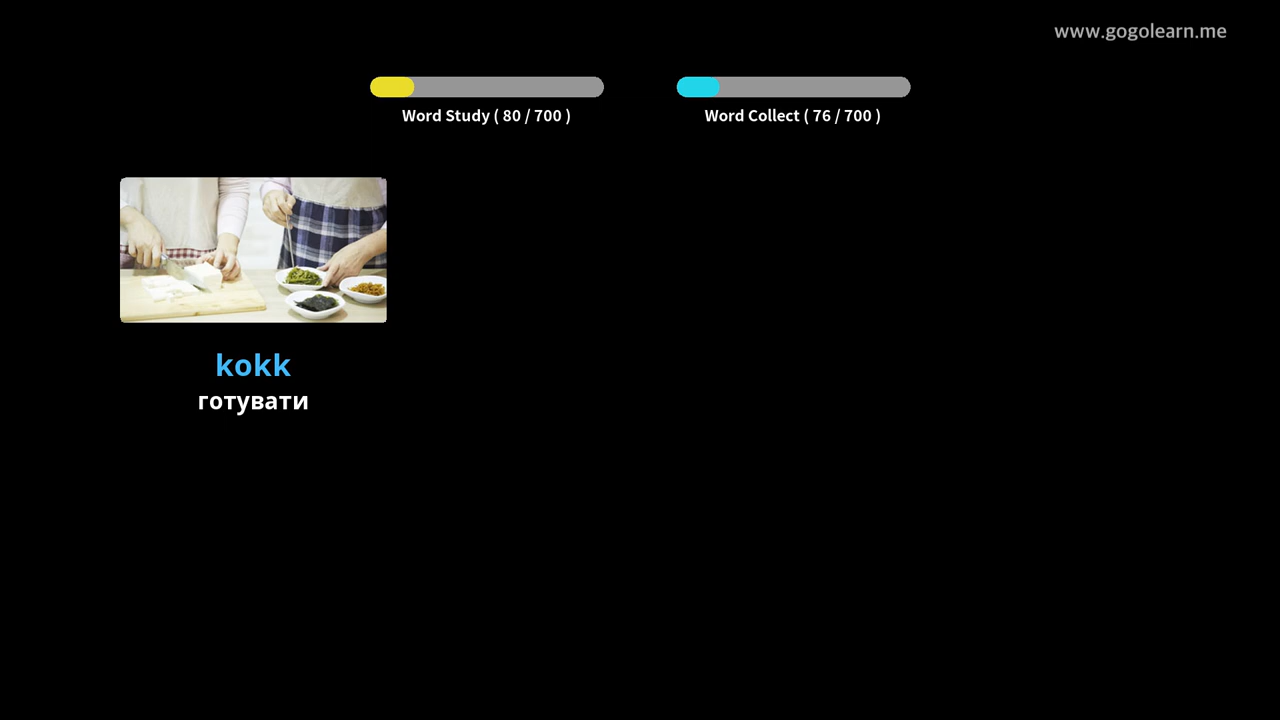 www.gogolearn.me
Word Study ( 80 / 700 )
Word Collect ( 76 / 700 )
kokk
готувати